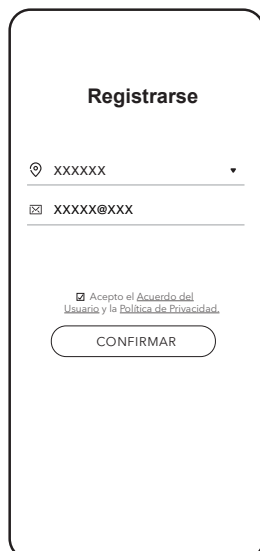 Registrarse
XXXXXX
XXXXX@XXX
Acepto el Acuerdo del
Usuario y la Política de Privacidad.
CONFIRMAR